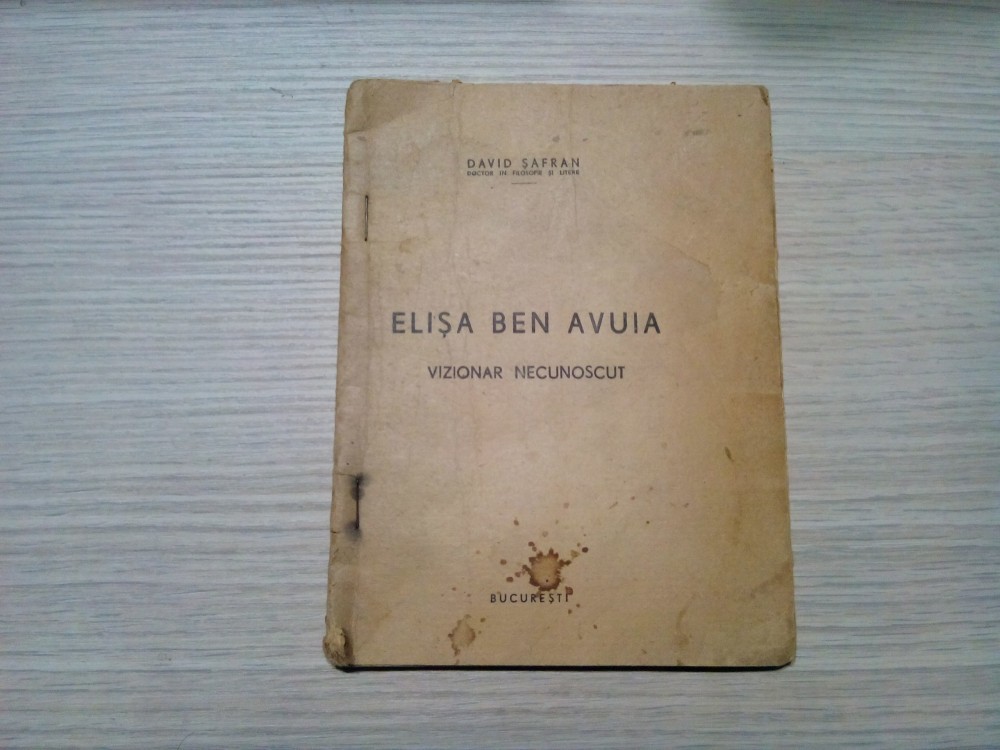 DAVID ŞAFRAN
DOCTOR IN FILOSOFIE ŞI LITERE
ELIŞA BEN AVUIA
VIZIONAR NECUNOSCUT
BUCUREŞTI